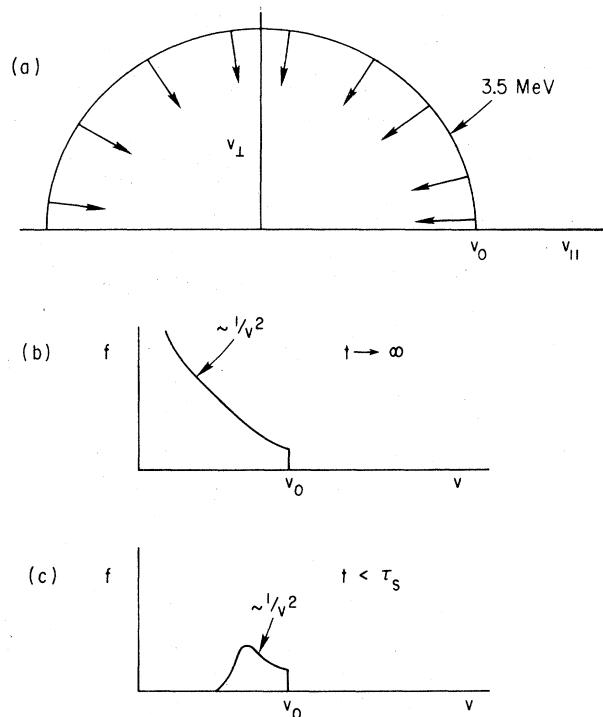 (a)
3.5 MeV
v⊥
v₀
v||
(b)
f
~ 1/v²
t → ∞
v₀
v
(c)
f
t < τₛ
~ 1/v²
v₀
v